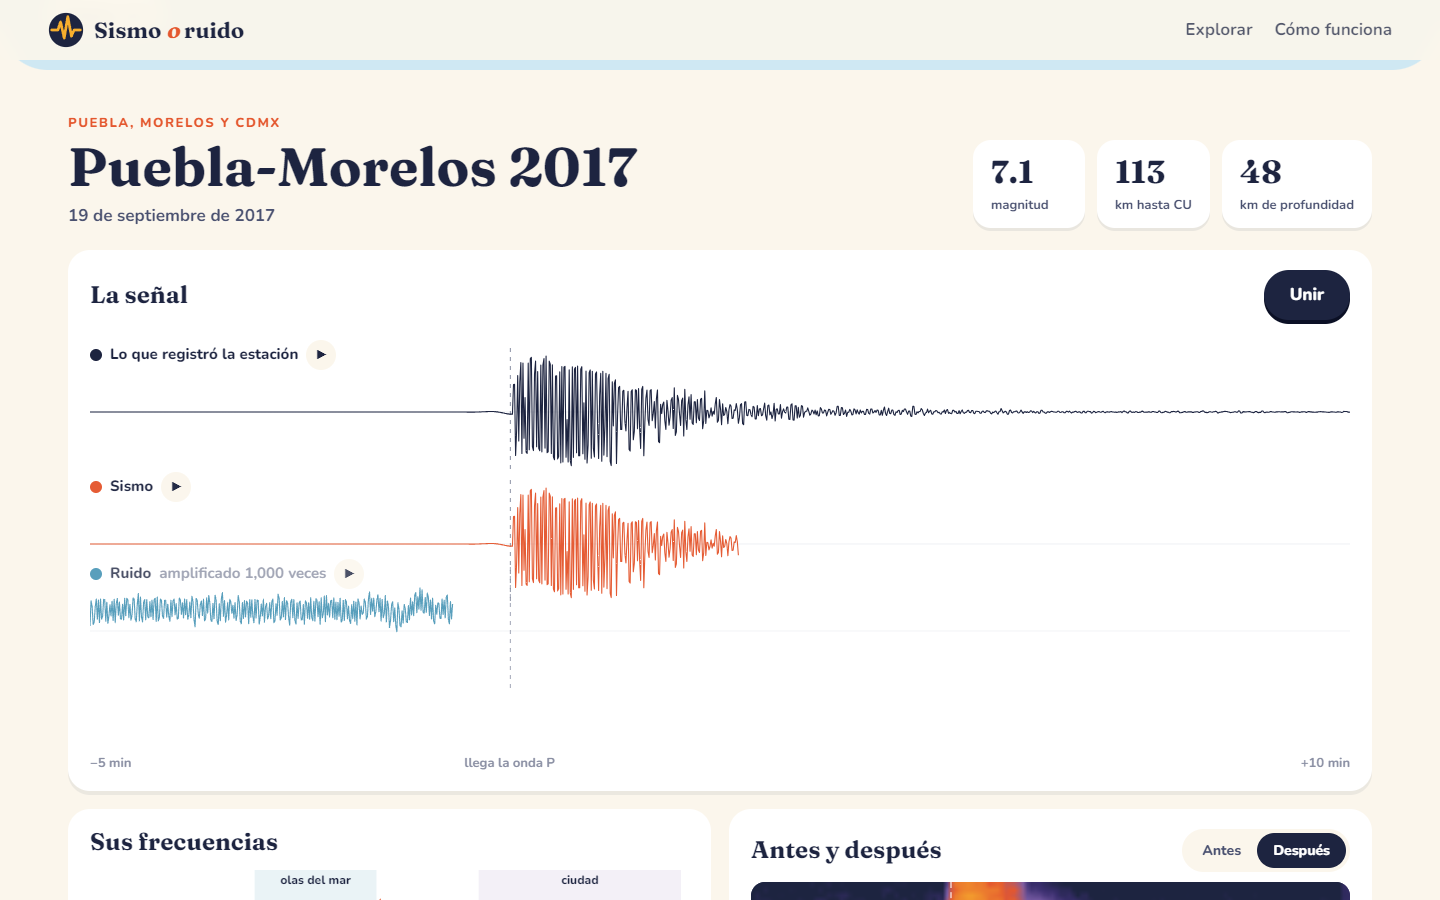 Sismo o ruido
Explorar Cómo funciona
PUEBLA, MORELOS Y CDMX
Puebla-Morelos 2017
19 de septiembre de 2017
7.1
magnitud
113
km hasta CU
48
km de profundidad
La señal
Unir
Lo que registró la estación
Sismo
Ruido amplificado 1,000 veces
−5 min
llega la onda P
+10 min
Sus frecuencias
olas del mar
ciudad
Antes y después
Antes
Después